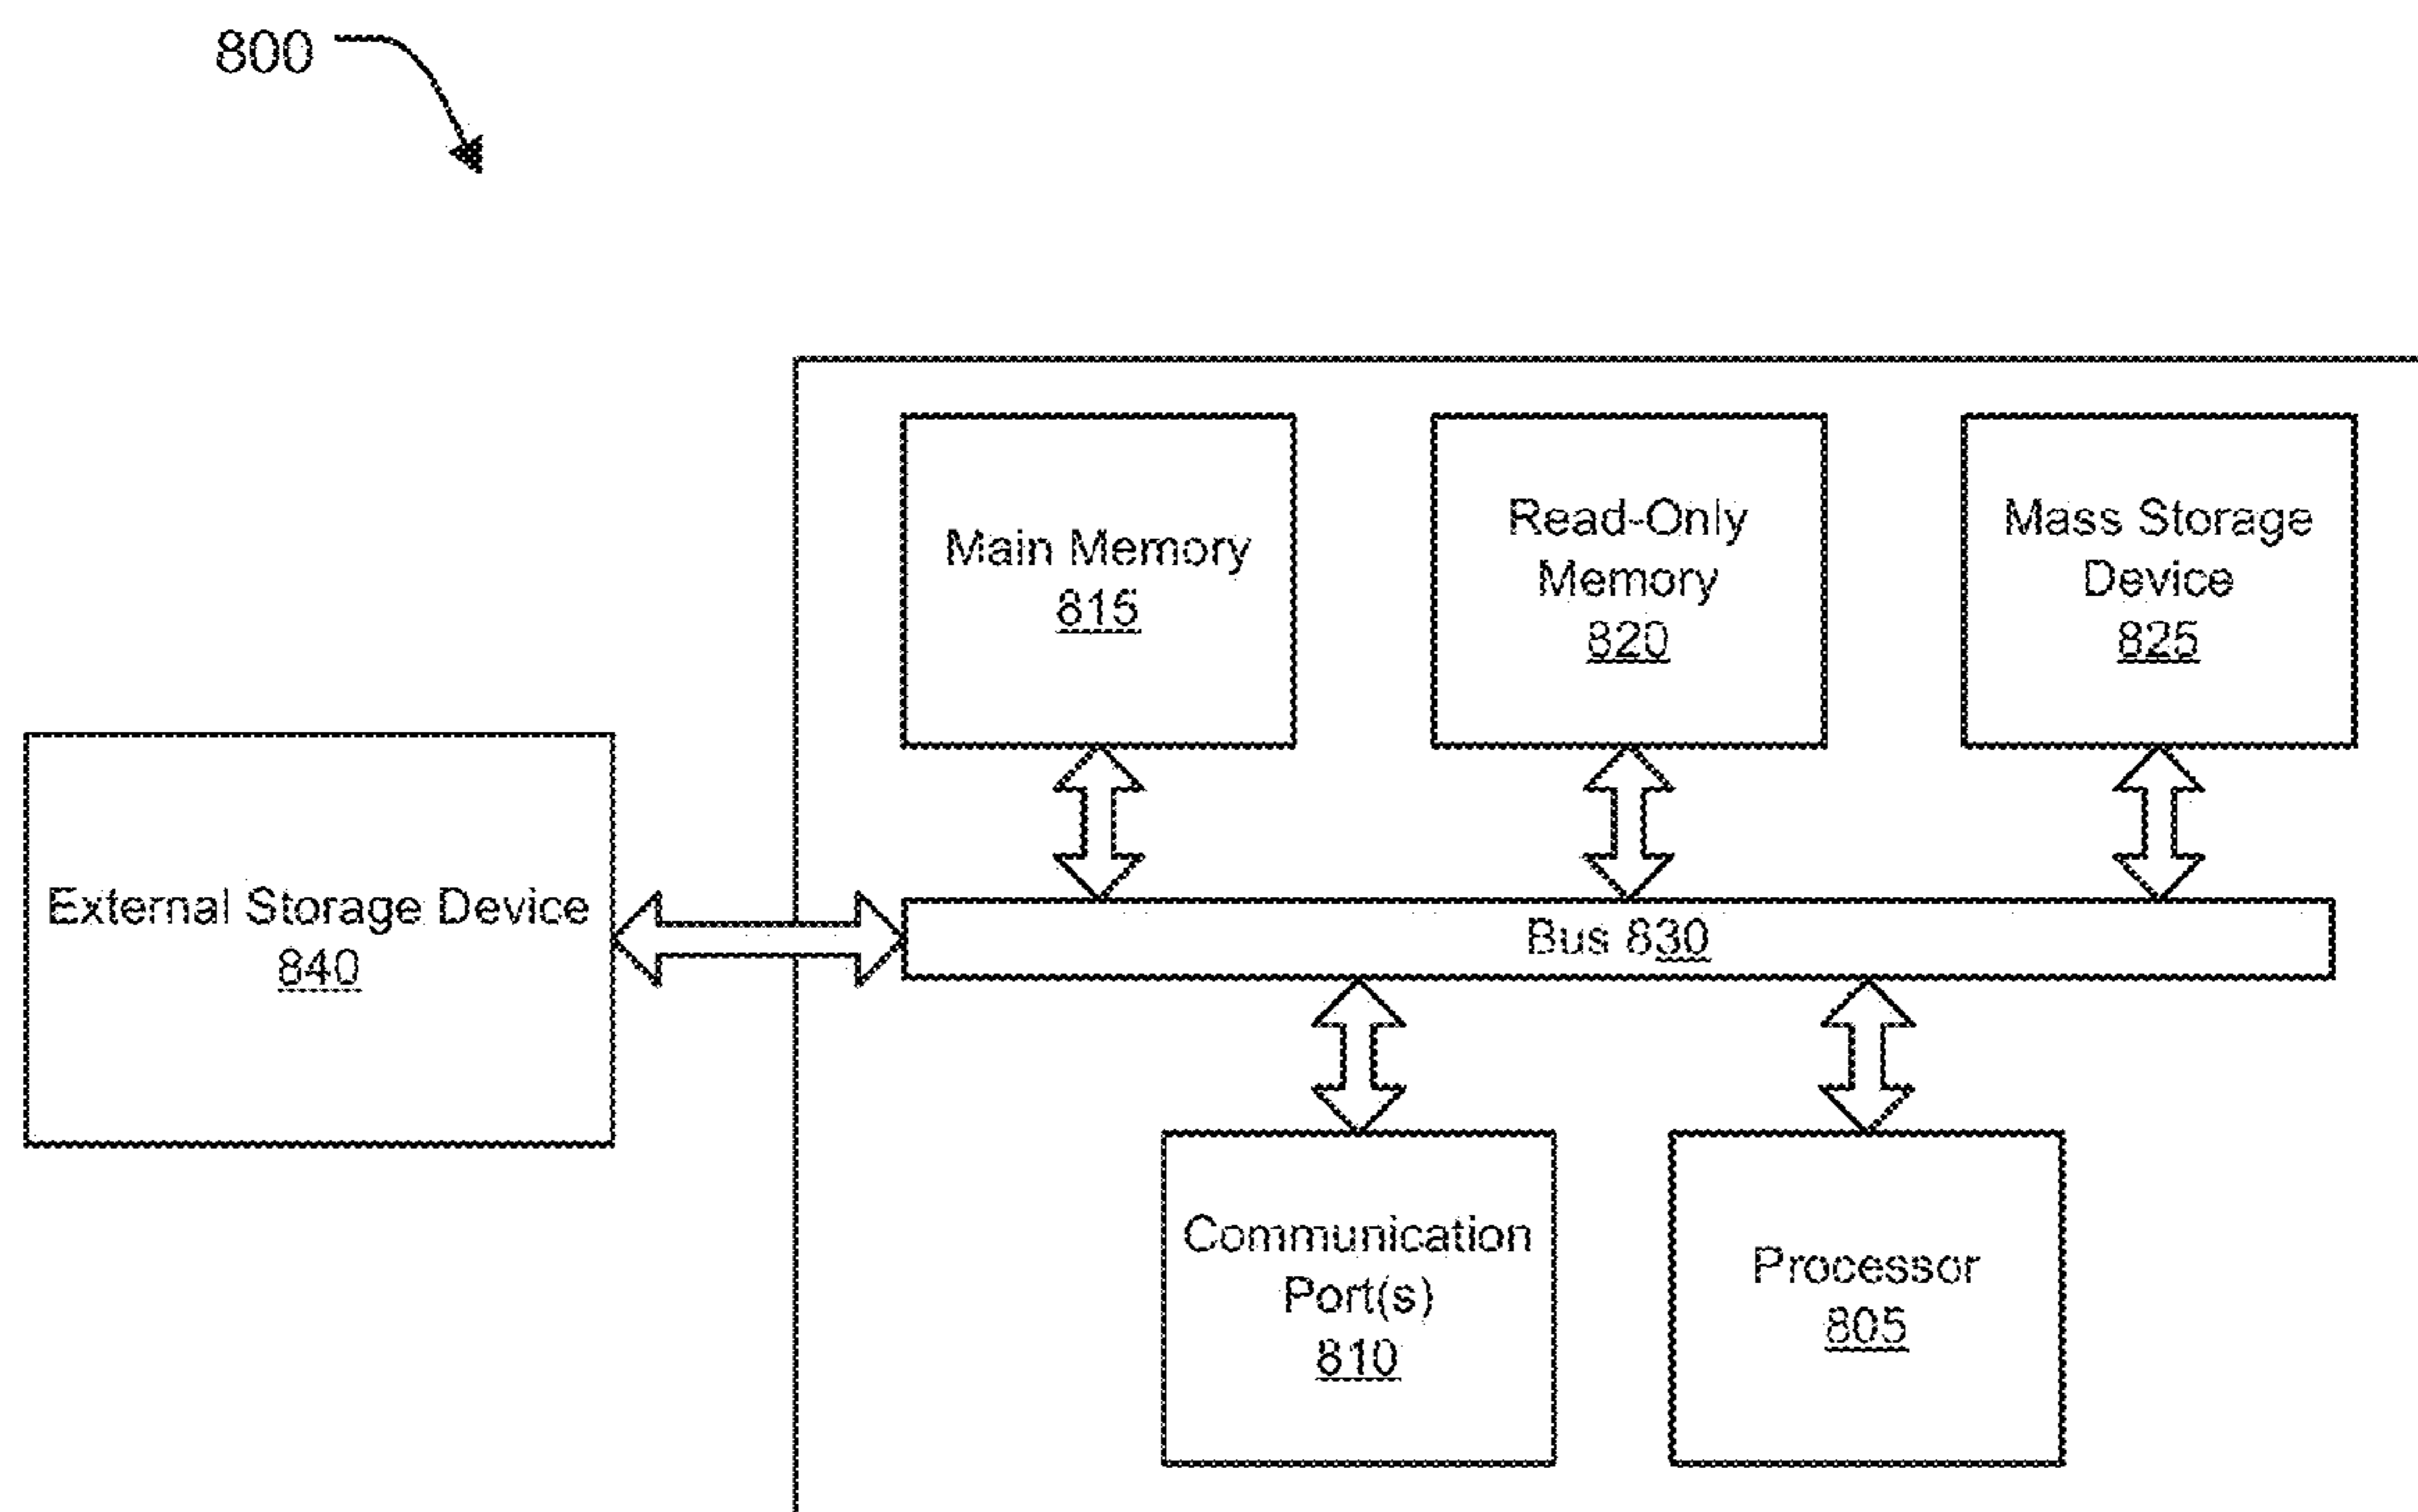 800
Main Memory
815
Read-Only
Memory
820
Mass Storage
Device
825
External Storage Device
840
Bus 830
Communication
Port(s)
810
Processor
805